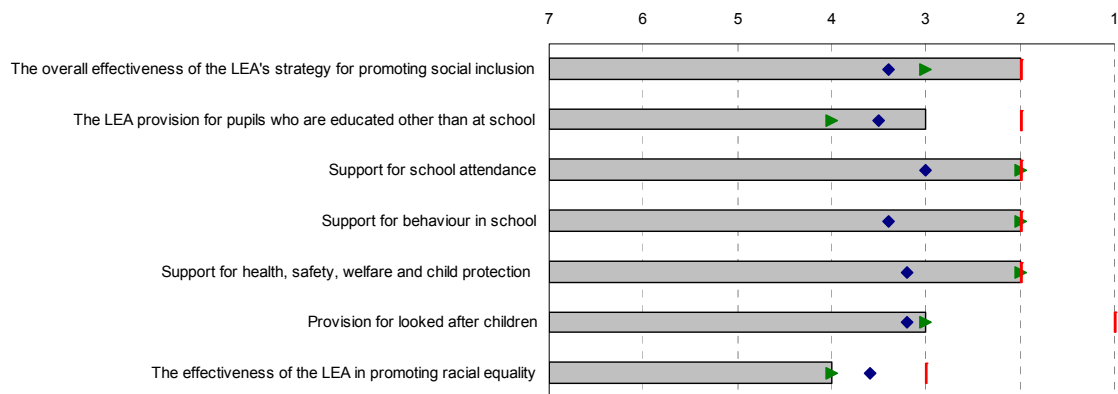 7 6 5 4 3 2 1
The overall effectiveness of the LEA's strategy for promoting social inclusion
The LEA provision for pupils who are educated other than at school
Support for school attendance
Support for behaviour in school
Support for health, safety, welfare and child protection
Provision for looked after children
The effectiveness of the LEA in promoting racial equality